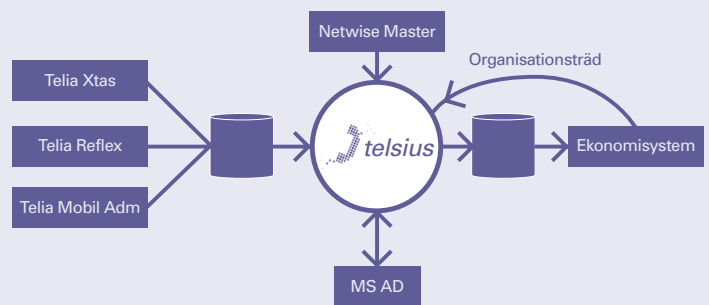 Netwise Master
Organisationsträd
Telia Xtas
Telia Reflex
telsius
Ekonomisystem
Telia Mobil Adm
MS AD